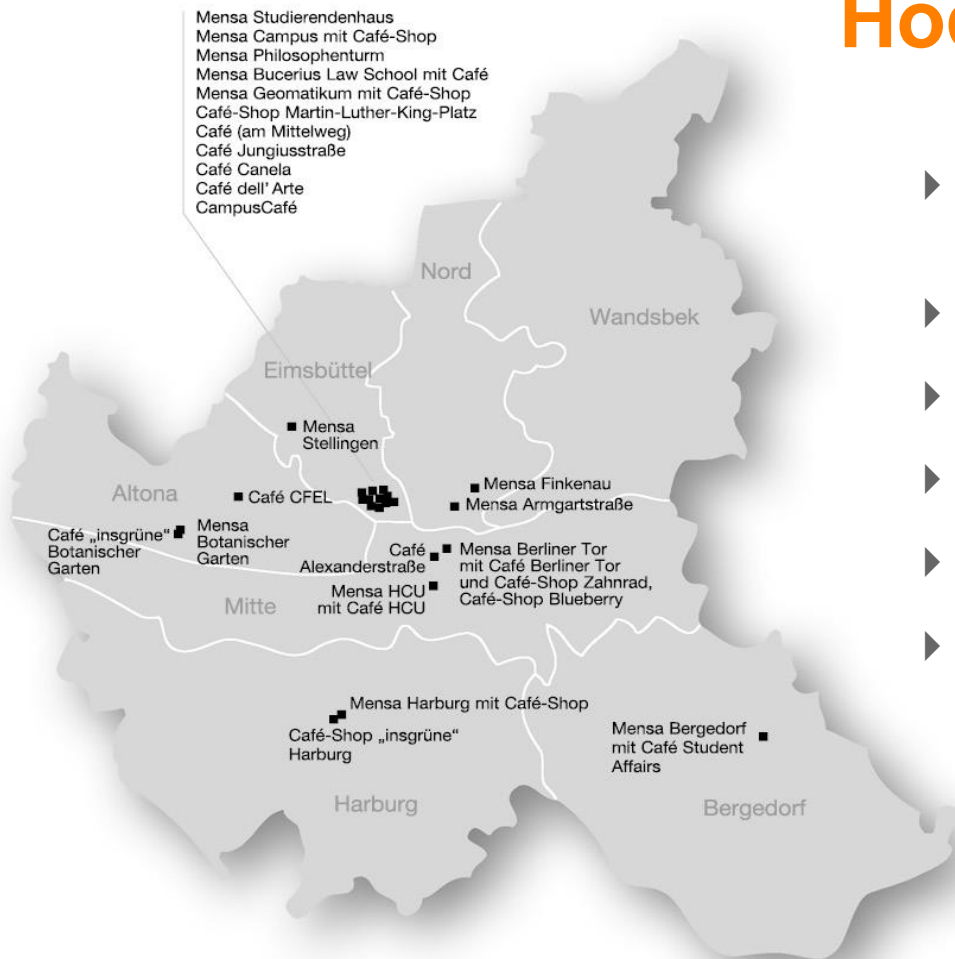 Mensa Studierendenhaus
Mensa Campus mit Café-Shop
Mensa Philosophenturm
Mensa Bucerius Law School mit Café
Mensa Geomatikum mit Café-Shop
Café-Shop Martin-Luther-King-Platz
Café (am Mittelweg)
Café Jungiusstraße
Café Canela
Café dell' Arte
CampusCafé
Nord
Wandsbek
Eimsbüttel
Mensa
Stellingen
Altona
Café CFEL
Mensa Finkenau
Mensa Armgartstraße
Café „insgrüne“
Botanischer
Garten
Mensa
Botanischer
Garten
Café
Alexanderstraße
Mensa Berliner Tor
mit Café Berliner Tor
und Café-Shop Zahnrad,
Café-Shop Blueberry
Mensa HCU
mit Café HCU
Mitte
Mensa Harburg mit Café-Shop
Café-Shop „insgrüne“
Harburg
Mensa Bergedorf
mit Café Student
Affairs
Harburg
Bergedorf